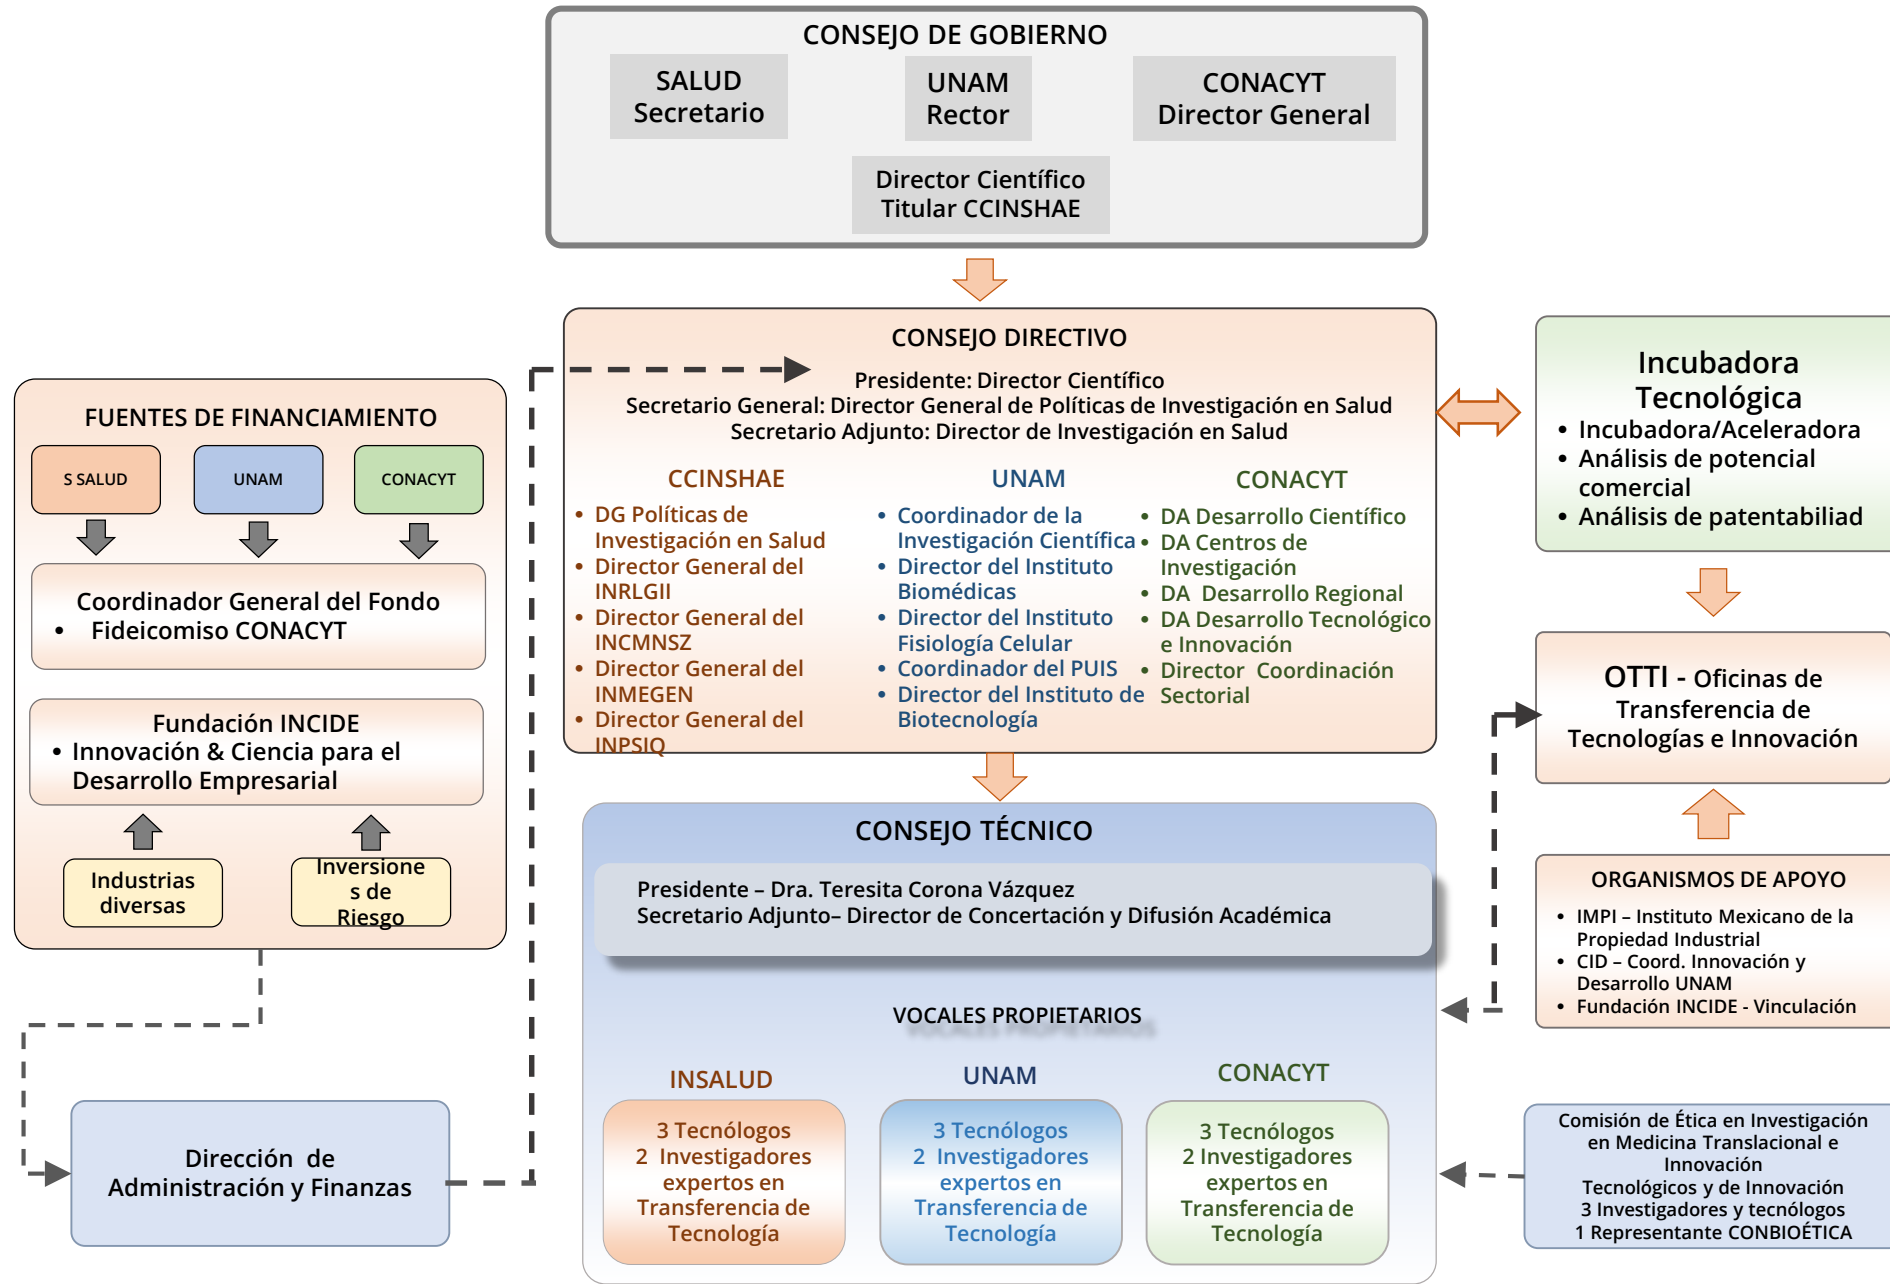 CONSEJO DE GOBIERNO
SALUD
Secretario
UNAM
Rector
CONACYT
Director General
Director Científico
Titular CCINSHAE
CONSEJO DIRECTIVO
Presidente: Director Científico
Secretario General: Director General de Políticas de Investigación en Salud
Secretario Adjunto: Director de Investigación en Salud
CCINSHAE
• DG Políticas de
Investigación en Salud
• Director General del
INRLGII
• Director General del
INCMNSZ
• Director General del
INMEGEN
• Director General del
INPSIQ
UNAM
• Coordinador de la
Investigación Científica
• Director del Instituto
Biomédicas
• Director del Instituto
Fisiología Celular
• Coordinador del PUIS
• Director del Instituto de
Biotecnología
CONACYT
• DA Desarrollo Científico
• DA Centros de
Investigación
• DA Desarrollo Regional
• DA Desarrollo Tecnológico
e Innovación
• Director Coordinación
Sectorial
FUENTES DE FINANCIAMIENTO
S SALUD
UNAM
CONACYT
Coordinador General del Fondo
• Fideicomiso CONACYT
Fundación INCIDE
• Innovación & Ciencia para el
Desarrollo Empresarial
Industrias
diversas
Inversione
s de
Riesgo
Dirección de
Administración y Finanzas
Incubadora
Tecnológica
• Incubadora/Aceleradora
• Análisis de potencial
comercial
• Análisis de patentabiliad
OTTI - Oficinas de
Transferencia de
Tecnologías e Innovación
ORGANISMOS DE APOYO
• IMPI – Instituto Mexicano de la
Propiedad Industrial
• CID – Coord. Innovación y
Desarrollo UNAM
• Fundación INCIDE - Vinculación
CONSEJO TÉCNICO
Presidente – Dra. Teresita Corona Vázquez
Secretario Adjunto– Director de Concertación y Difusión Académica
VOCALES PROPIETARIOS
INSALUD
3 Tecnólogos
2 Investigadores
expertos en
Transferencia de
Tecnología
UNAM
3 Tecnólogos
2 Investigadores
expertos en
Transferencia de
Tecnología
CONACYT
3 Tecnólogos
2 Investigadores
expertos en
Transferencia de
Tecnología
Comisión de Ética en Investigación
en Medicina Translacional e
Innovación
Tecnológicos y de Innovación
3 Investigadores y tecnólogos
1 Representante CONBIOÉTICA